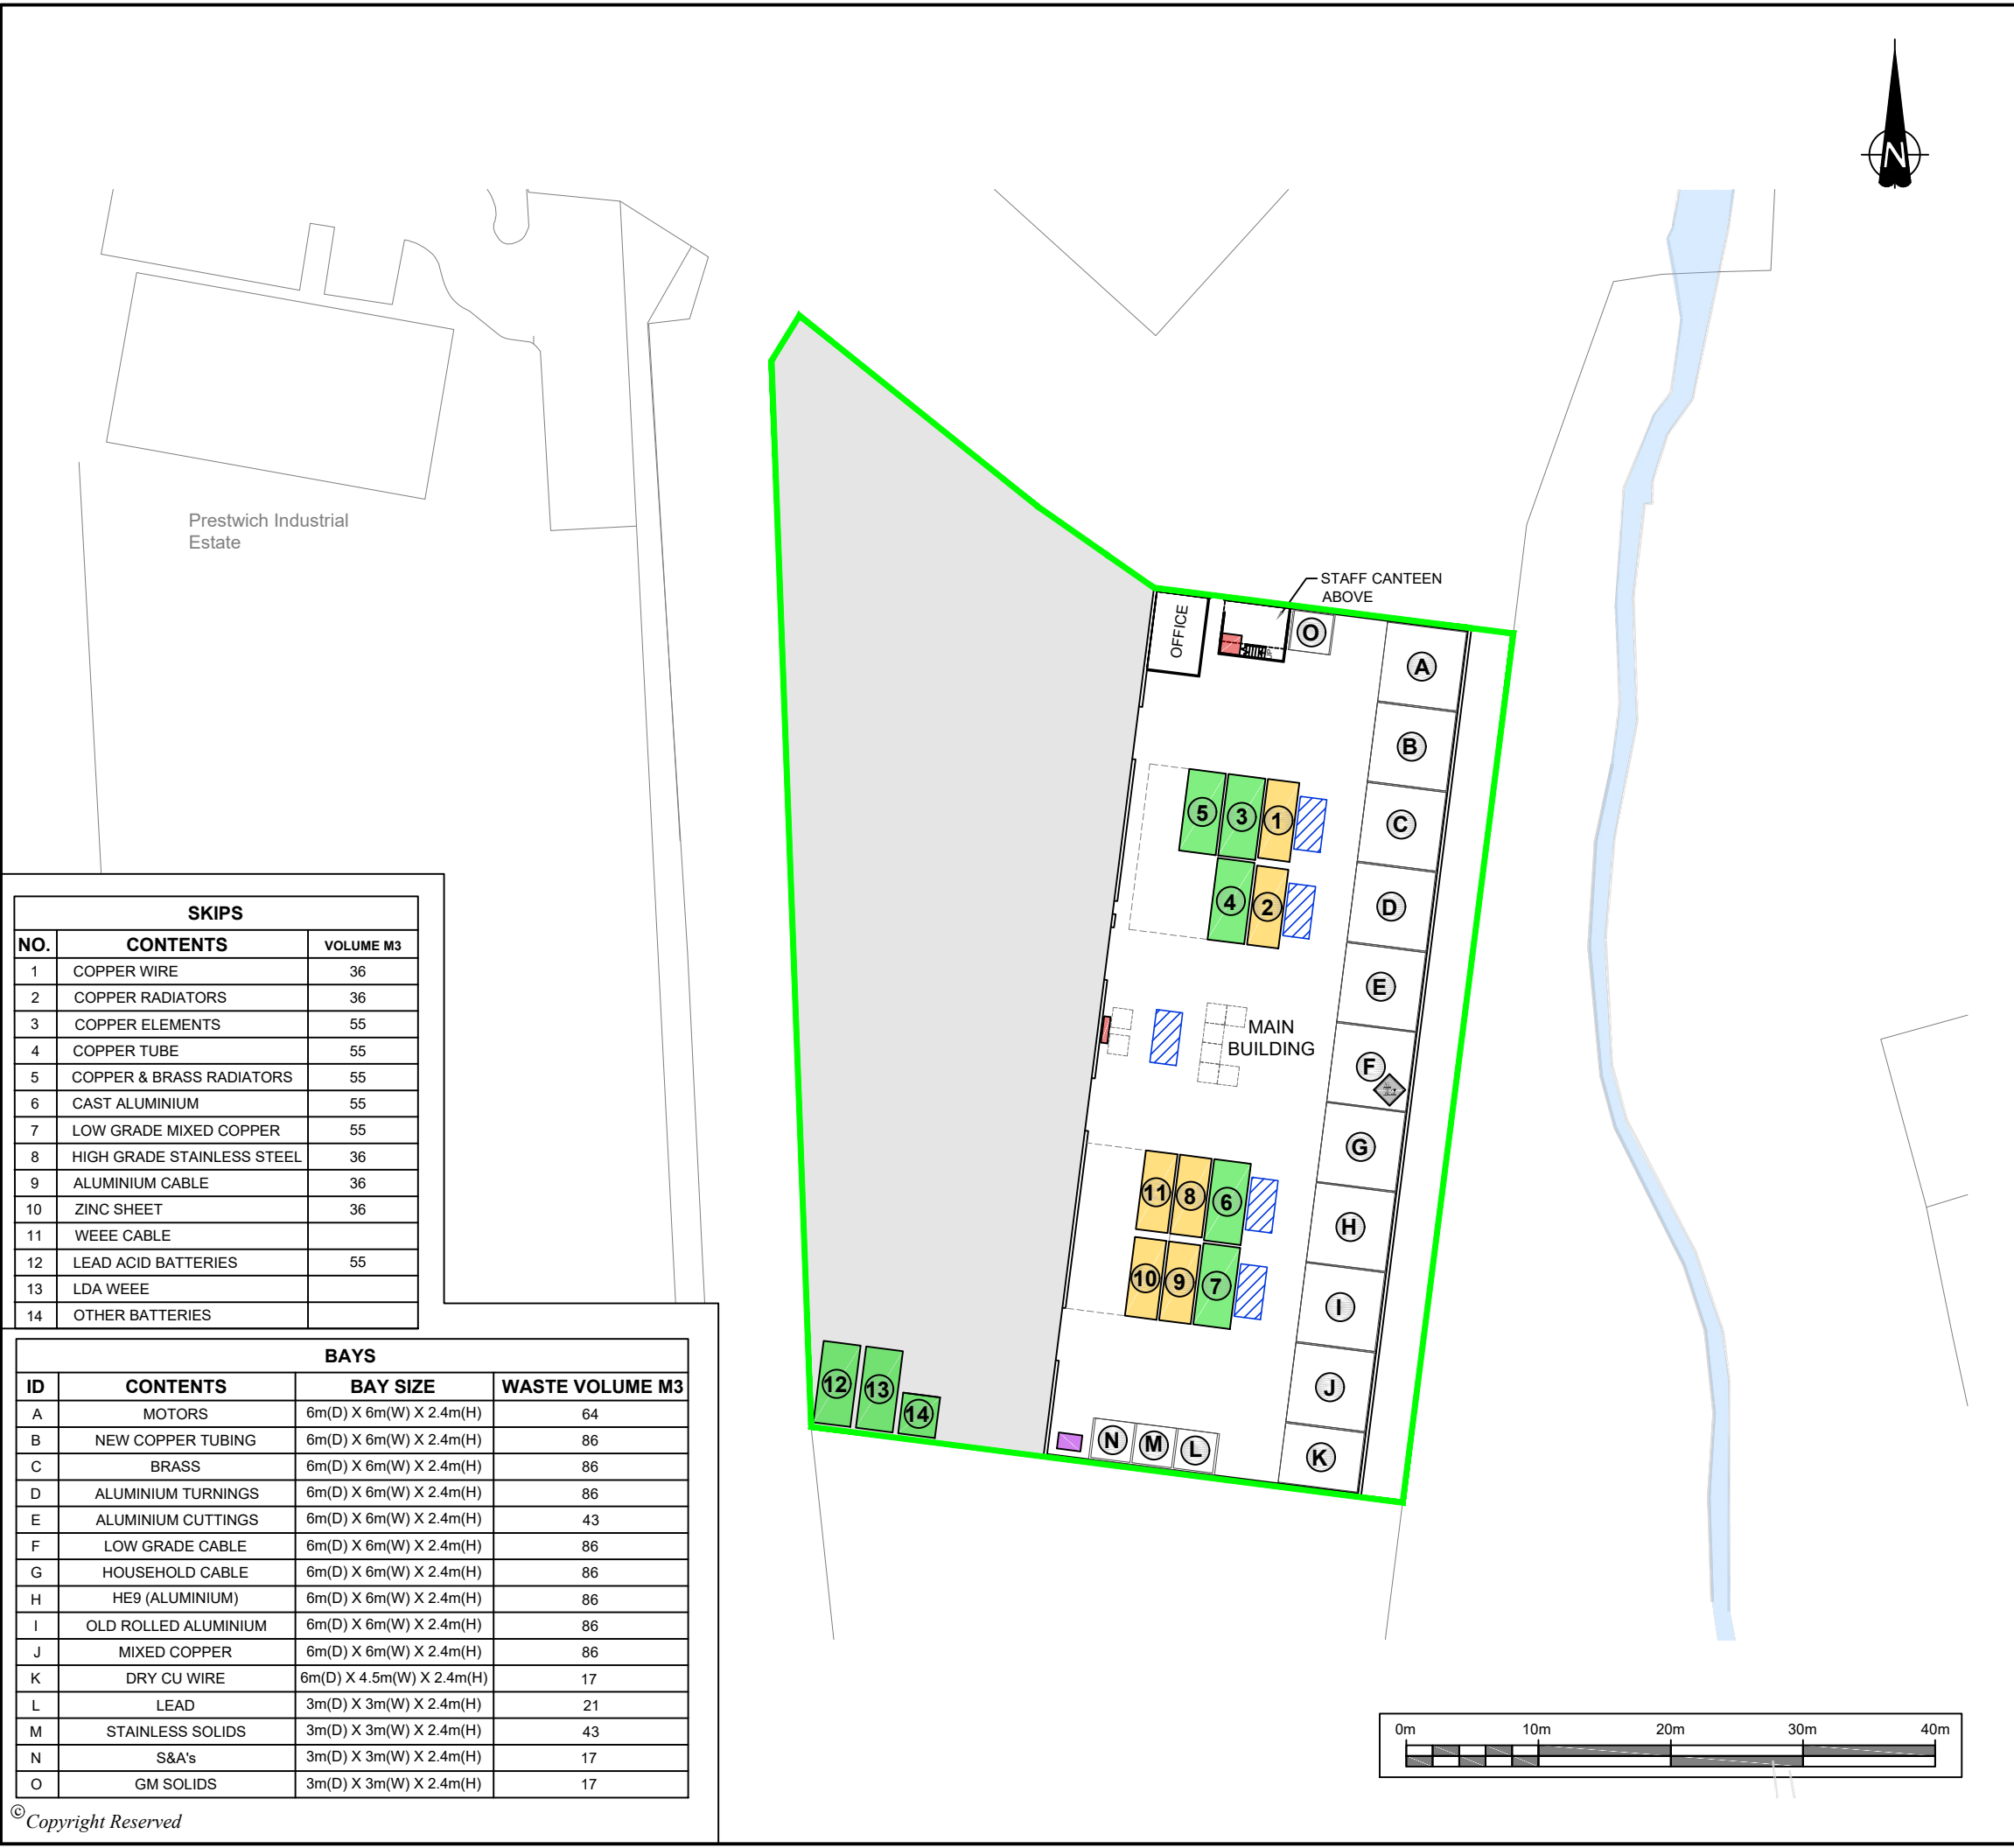 N
Prestwich Industrial
Estate
STAFF CANTEEN
ABOVE
OFFICE
O
A
B
C
D
E
F
G
H
I
J
K
5
3
1
4
2
MAIN
BUILDING
11
8
6
10
9
7
12
13
14
N
M
L
SKIPS
NO. CONTENTS VOLUME M3
1 COPPER WIRE 36
2 COPPER RADIATORS 36
3 COPPER ELEMENTS 55
4 COPPER TUBE 55
5 COPPER & BRASS RADIATORS 55
6 CAST ALUMINIUM 55
7 LOW GRADE MIXED COPPER 55
8 HIGH GRADE STAINLESS STEEL 36
9 ALUMINIUM CABLE 36
10 ZINC SHEET 36
11 WEEE CABLE
12 LEAD ACID BATTERIES 55
13 LDA WEEE
14 OTHER BATTERIES
BAYS
ID CONTENTS BAY SIZE WASTE VOLUME M3
A MOTORS 6m(D) X 6m(W) X 2.4m(H) 64
B NEW COPPER TUBING 6m(D) X 6m(W) X 2.4m(H) 86
C BRASS 6m(D) X 6m(W) X 2.4m(H) 86
D ALUMINIUM TURNINGS 6m(D) X 6m(W) X 2.4m(H) 86
E ALUMINIUM CUTTINGS 6m(D) X 6m(W) X 2.4m(H) 43
F LOW GRADE CABLE 6m(D) X 6m(W) X 2.4m(H) 86
G HOUSEHOLD CABLE 6m(D) X 6m(W) X 2.4m(H) 86
H HE9 (ALUMINIUM) 6m(D) X 6m(W) X 2.4m(H) 86
I OLD ROLLED ALUMINIUM 6m(D) X 6m(W) X 2.4m(H) 86
J MIXED COPPER 6m(D) X 6m(W) X 2.4m(H) 86
K DRY CU WIRE 6m(D) X 4.5m(W) X 2.4m(H) 17
L LEAD 3m(D) X 3m(W) X 2.4m(H) 21
M STAINLESS SOLIDS 3m(D) X 3m(W) X 2.4m(H) 43
N S&A's 3m(D) X 3m(W) X 2.4m(H) 17
O GM SOLIDS 3m(D) X 3m(W) X 2.4m(H) 17
© Copyright Reserved
0m 10m 20m 30m 40m